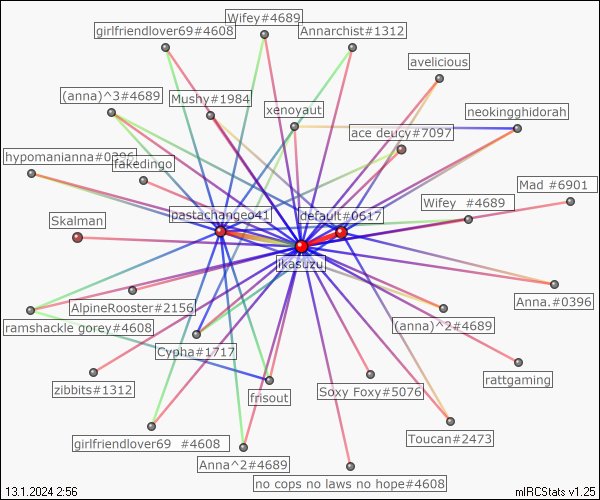 Wifey#4689
girlfriendlover69#4608
Annarchist#1312
avelicious
(anna)^3#4689
Mushy#1984
xenoyaut
neokingghidorah
ace deucy#7097
hypomanianna#0396
fakedingo
Mad #6901
Wifey #4689
pastachangeo41
default#0617
Skalman
ikasuzu
Anna.#0396
AlpineRooster#2156
ramshackle gorey#4608
(anna)^2#4689
Cypha#1717
rattgaming
zibbits#1312
frisout
Soxy Foxy#5076
girlfriendlover69 #4608
Toucan#2473
Anna^2#4689
no cops no laws no hope#4608
13.1.2024 2:56
mIRCStats v1.25